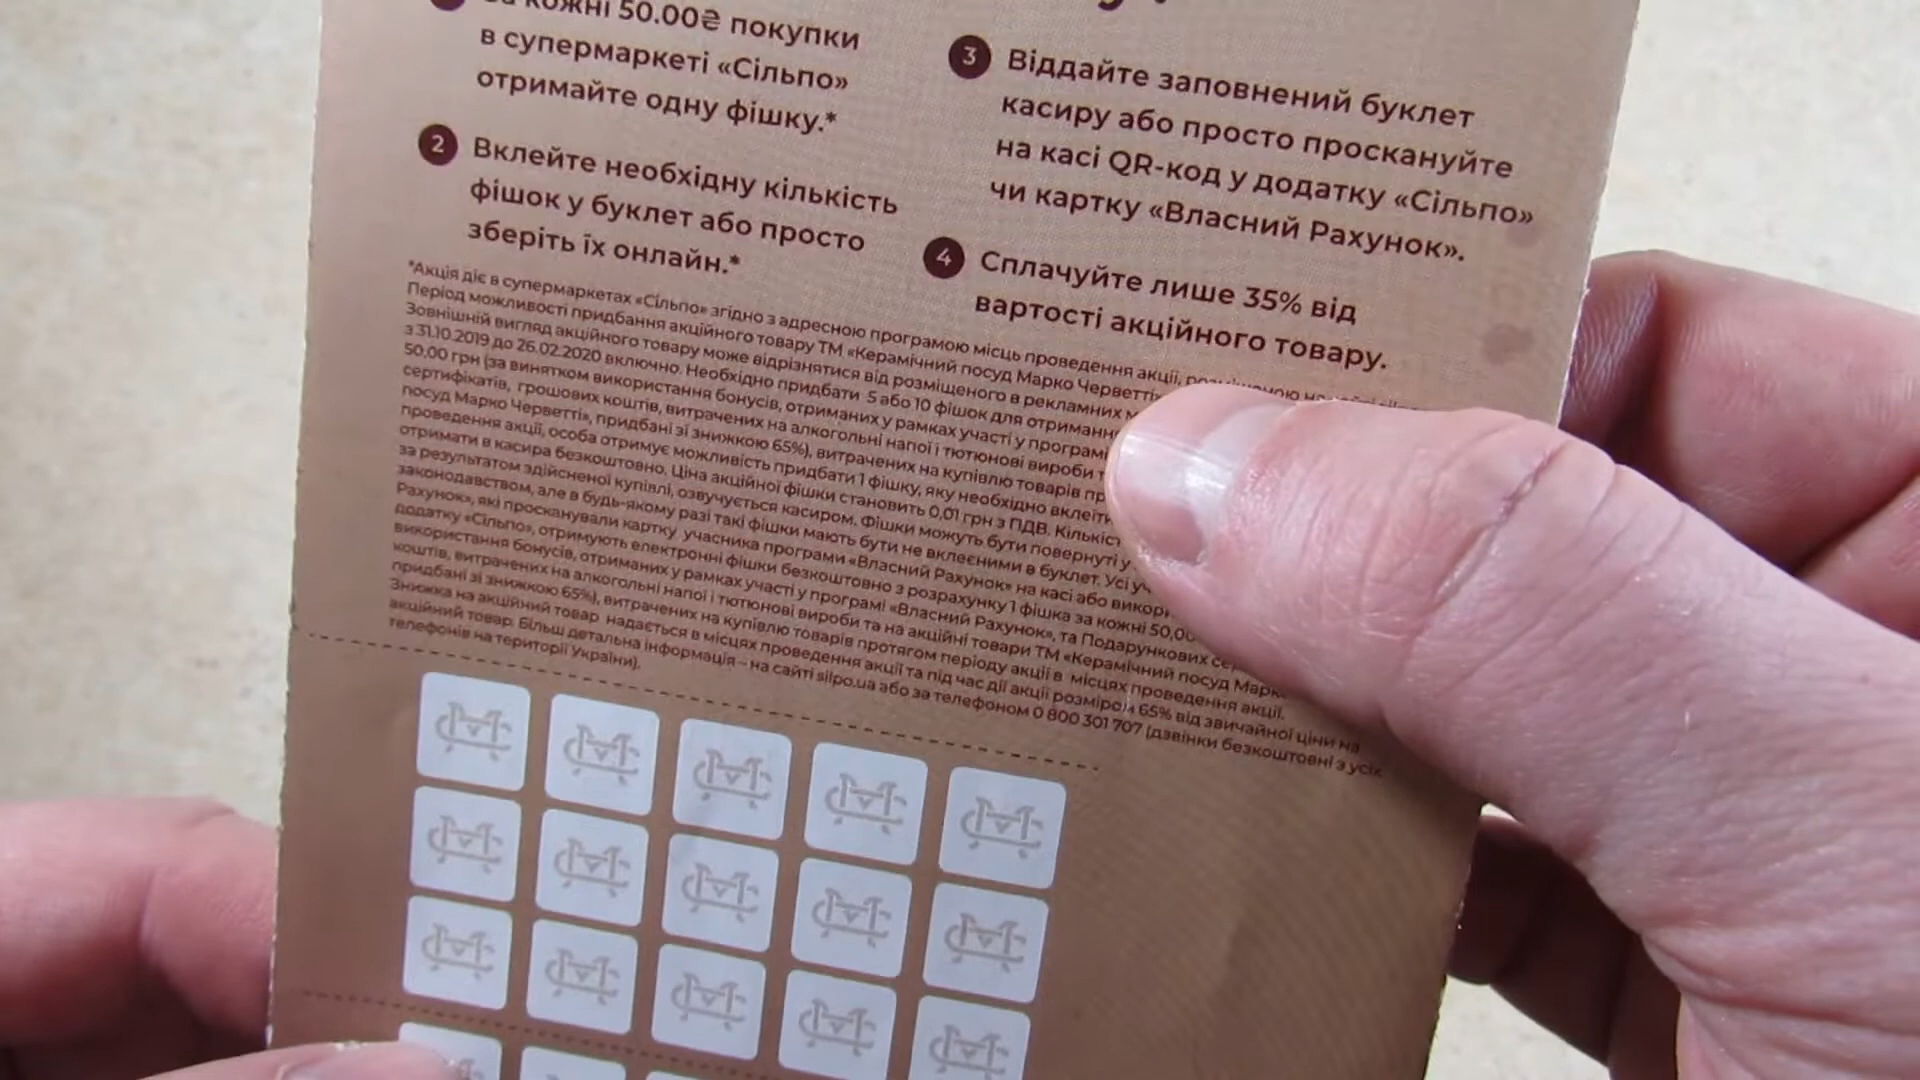 за кожні 50.00₴ покупки
в супермаркеті «Сільпо»
отримайте одну фішку.*
2 Вклейте необхідну кількість
фішок у буклет або просто
зберіть їх онлайн.*
3 Віддайте заповнений буклет
касиру або просто проскануйте
на касі QR-код у додатку «Сільпо»
чи картку «Власний Рахунок».
4 Сплачуйте лише 35% від
вартості акційного товару.
*Акція діє в супермаркетах «Сільпо» згідно з адресною програмою місць проведення акції,
Період можливості придбання акційного товару ТМ «Керамічний посуд Марко Черветті»
Зовнішній вигляд акційного товару може відрізнятися від розміщеного в рекламних
з 31.10.2019 до 26.02.2020 включно. Необхідно придбати 5 або 10 фішок для
50,00 грн (за винятком використання бонусів, отриманих у рамках участі у програмі
сертифікатів, грошових коштів, витрачених на алкогольні напої і тютюнові вироби
посуд Марко Черветті», придбані зі знижкою 65%), витрачених на купівлю товарів
проведення акції, особа отримує можливість придбати 1 фішку, яку необхідно
отримати в касира безкоштовно. Ціна акційної фішки становить 0,01 грн з ПДВ.
за результатом здійсненої купівлі, озвучується касиром. Фішки можуть бути повернуті у
законодавством, але в будь-якому разі такі фішки мають бути не вклеєними в буклет. Усі
Рахунок», які просканували картку учасника програми «Власний Рахунок» на касі або
додатку «Сільпо», отримують електронні фішки безкоштовно з розрахунку 1 фішка за кожні 50,00
використання бонусів, отриманих у рамках участі у програмі «Власний Рахунок», та Подарункових
коштів, витрачених на алкогольні напої і тютюнові вироби та на акційні товари ТМ «Керамічний посуд
придбані зі знижкою 65%), витрачених на купівлю товарів протягом періоду акції в місцях проведення акції.
Знижка на акційний товар надається в місцях проведення акції та під час дії акції розміром 65% від звичайної ціни на
акційний товар. Більш детальна інформація – на сайті silpo.ua або за телефоном 0 800 301 707 (дзвінки безкоштовні з усіх
телефонів на території України).